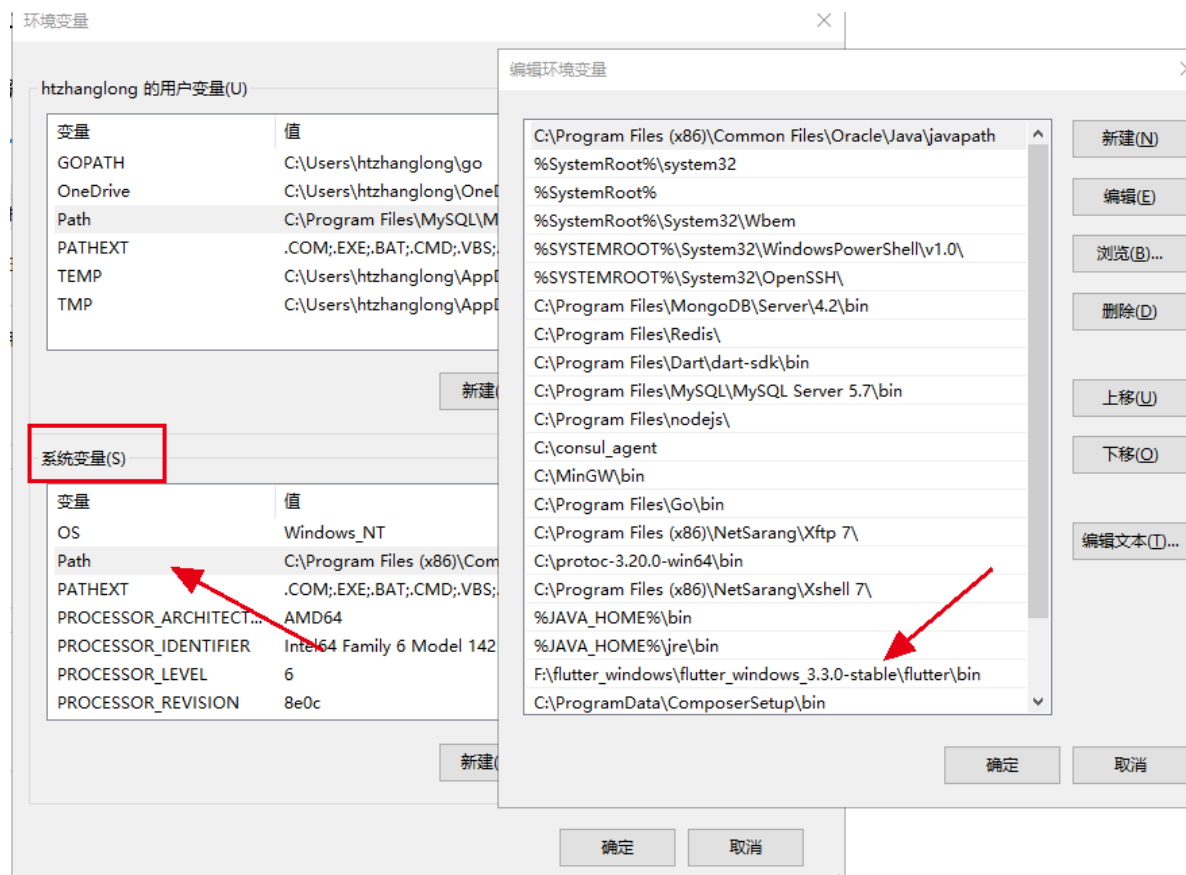 环境变量
htzhanglong 的用户变量(U)
变量 值
GOPATH C:\Users\htzhanglong\go
OneDrive C:\Users\htzhanglong\OneD
Path C:\Program Files\MySQL\M
PATHEXT .COM;.EXE;.BAT;.CMD;.VBS;.
TEMP C:\Users\htzhanglong\AppD
TMP C:\Users\htzhanglong\AppD
新建(
系统变量(S)
变量 值
OS Windows_NT
Path C:\Program Files (x86)\Com
PATHEXT .COM;.EXE;.BAT;.CMD;.VBS;.
PROCESSOR_ARCHITECT... AMD64
PROCESSOR_IDENTIFIER Intel64 Family 6 Model 142
PROCESSOR_LEVEL 6
PROCESSOR_REVISION 8e0c
新建(
确定 取消
编辑环境变量
C:\Program Files (x86)\Common Files\Oracle\Java\javapath
%SystemRoot%\system32
%SystemRoot%
%SystemRoot%\System32\Wbem
%SYSTEMROOT%\System32\WindowsPowerShell\v1.0\
%SYSTEMROOT%\System32\OpenSSH\
C:\Program Files\MongoDB\Server\4.2\bin
C:\Program Files\Redis\
C:\Program Files\Dart\dart-sdk\bin
C:\Program Files\MySQL\MySQL Server 5.7\bin
C:\Program Files\nodejs\
C:\consul_agent
C:\MinGW\bin
C:\Program Files\Go\bin
C:\Program Files (x86)\NetSarang\Xftp 7\
C:\protoc-3.20.0-win64\bin
C:\Program Files (x86)\NetSarang\Xshell 7\
%JAVA_HOME%\bin
%JAVA_HOME%\jre\bin
F:\flutter_windows\flutter_windows_3.3.0-stable\flutter\bin
C:\ProgramData\ComposerSetup\bin
新建(N)
编辑(E)
浏览(B)...
删除(D)
上移(U)
下移(O)
编辑文本(T)...
确定 取消